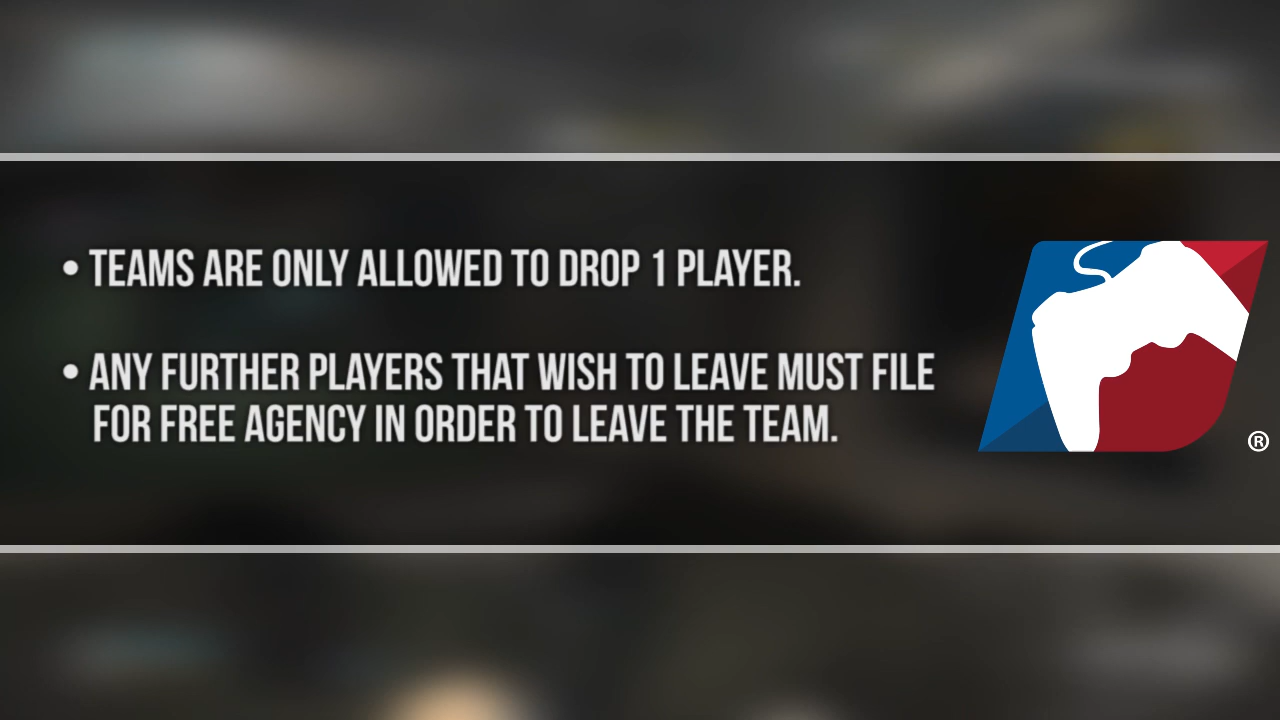 • TEAMS ARE ONLY ALLOWED TO DROP 1 PLAYER.
• ANY FURTHER PLAYERS THAT WISH TO LEAVE MUST FILE
FOR FREE AGENCY IN ORDER TO LEAVE THE TEAM.
®